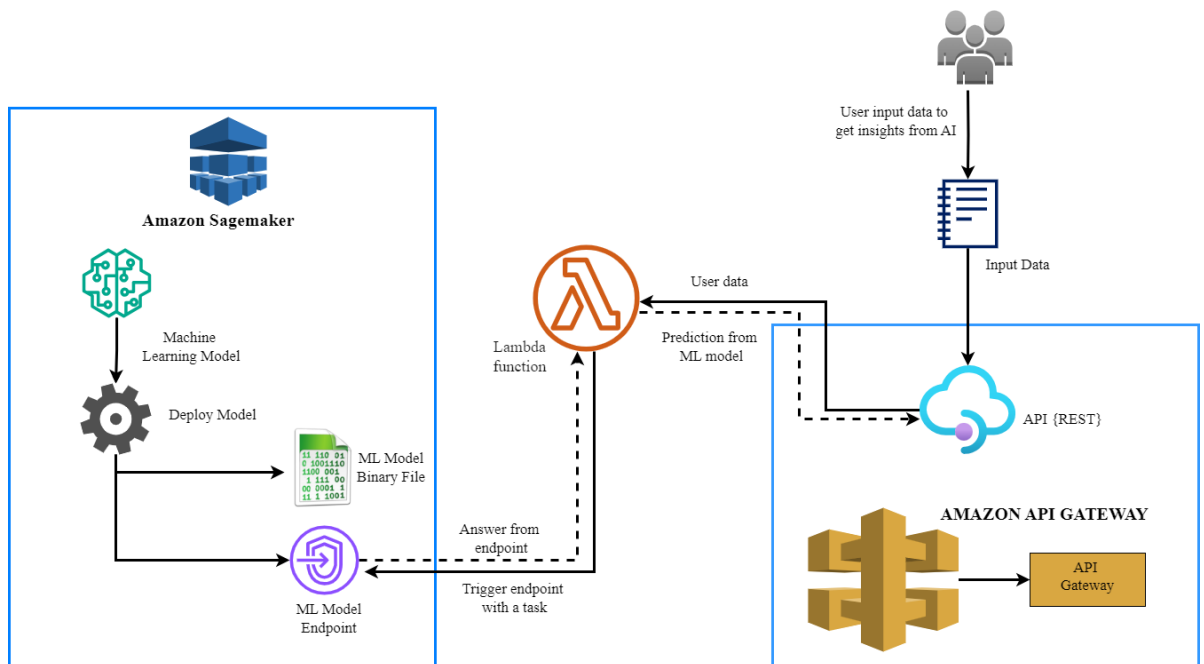 User input data to
get insights from AI
Amazon Sagemaker
Input Data
User data
Machine
Learning Model
Lambda
function
Prediction from
ML model
Deploy Model
API {REST}
11 110 01
0 1001110
1100 001
1 111 00
00 0001 1
11 1 1001
ML Model
Binary File
AMAZON API GATEWAY
Answer from
endpoint
API
Gateway
Trigger endpoint
with a task
ML Model
Endpoint